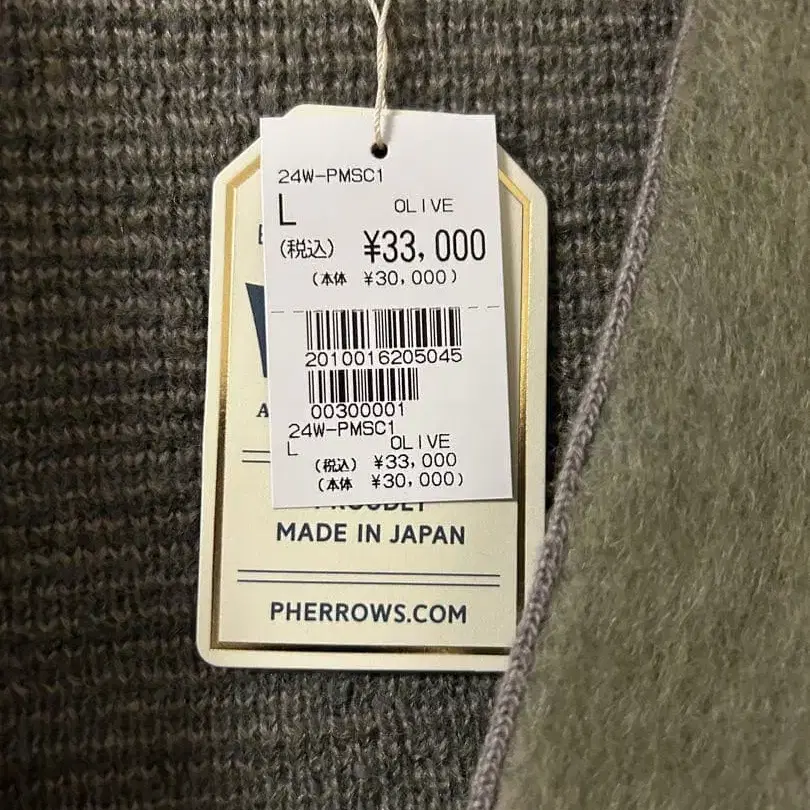 24W-PMSC1
L OLIVE
(税込) ¥33,000
(本体 ¥30,000)
2010016205045
00300001
24W-PMSC1
L OLIVE
(税込) ¥33,000
(本体 ¥30,000)
PROUDLY
MADE IN JAPAN
PHERROWS.COM